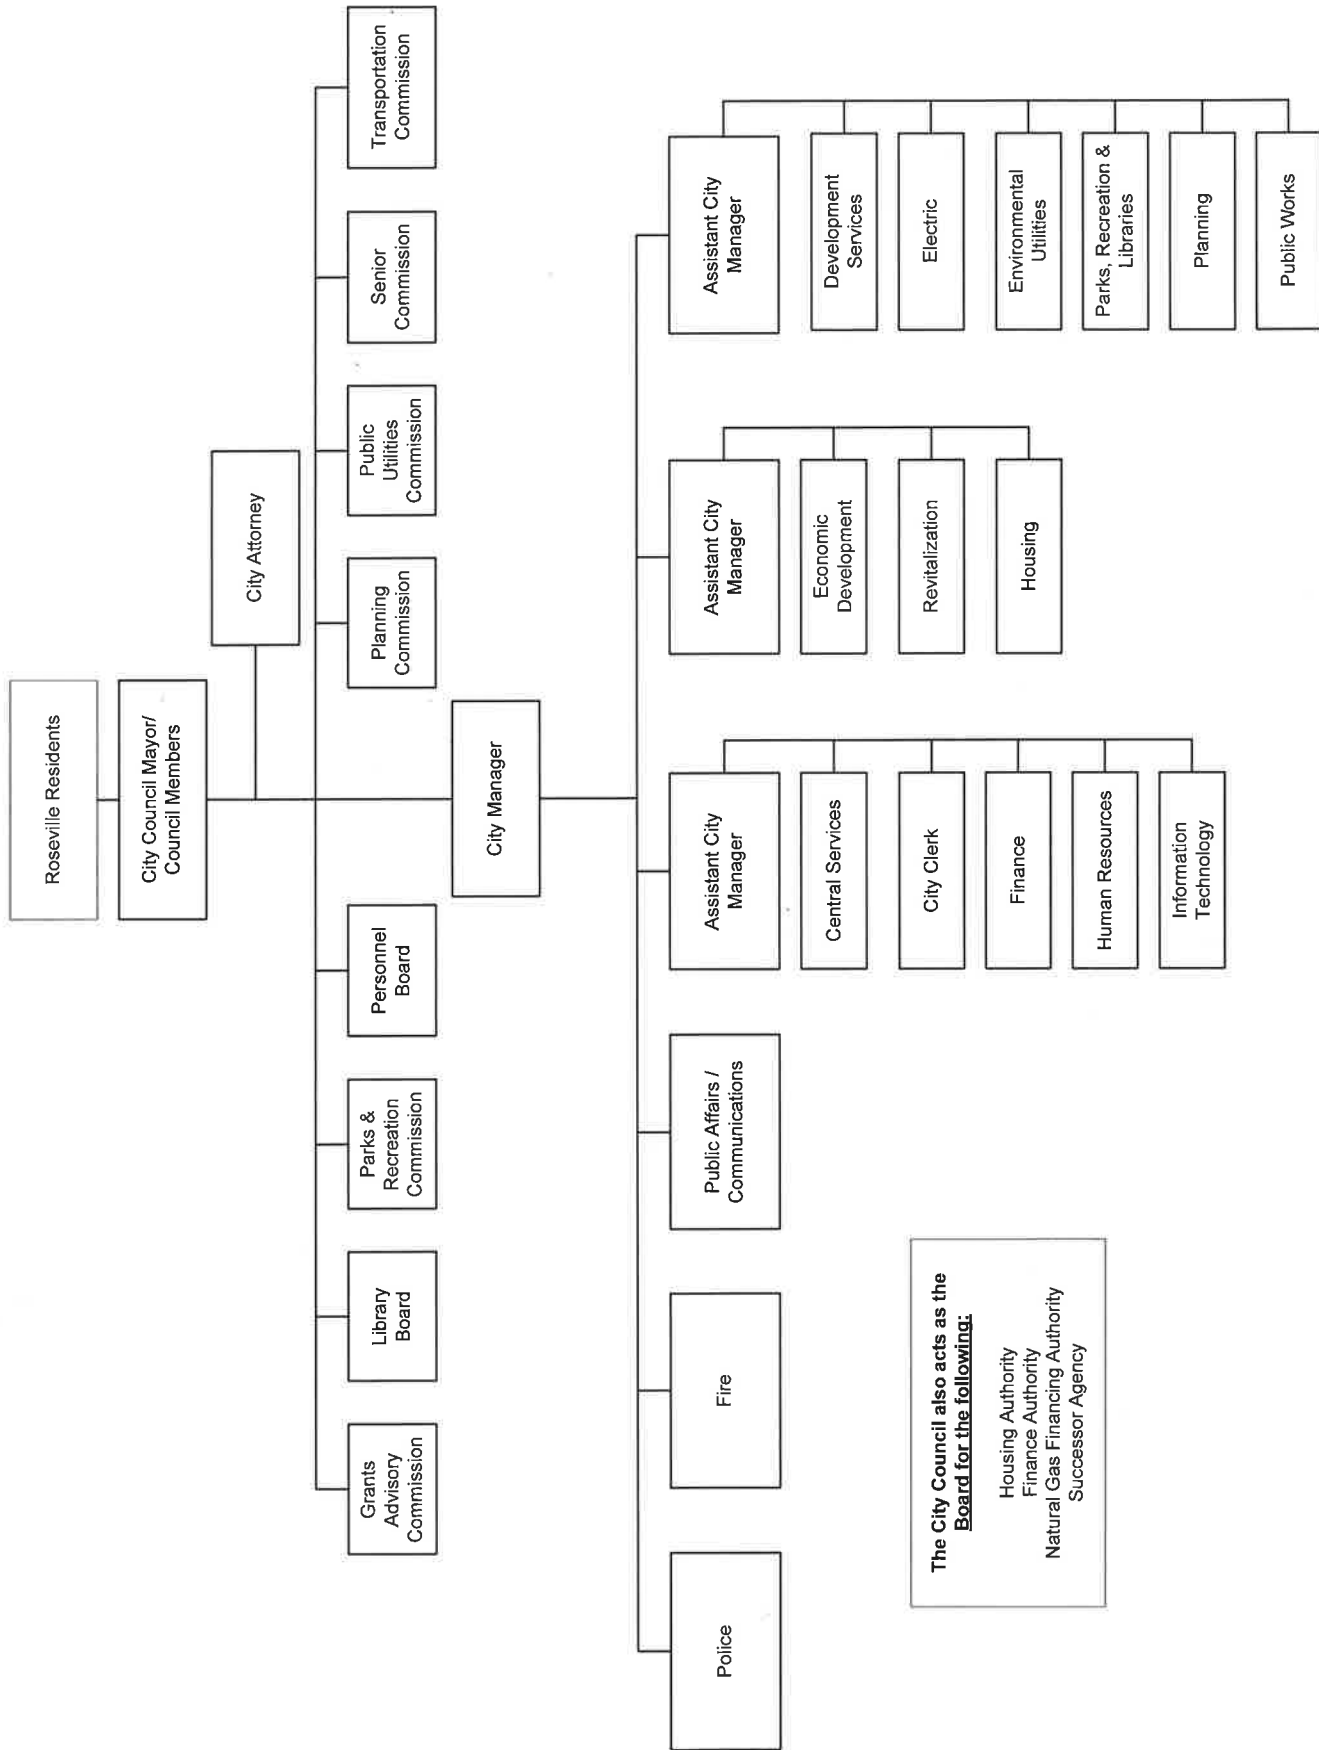 Roseville Residents
City Council Mayor/
Council Members
City Attorney
Grants
Advisory
Commission
Library
Board
Parks &
Recreation
Commission
Personnel
Board
Planning
Commission
Public
Utilities
Commission
Senior
Commission
Transportation
Commission
City Manager
Police
Fire
Public Affairs /
Communications
Assistant City
Manager
Central Services
City Clerk
Finance
Human Resources
Information
Technology
Assistant City
Manager
Economic
Development
Revitalization
Housing
Assistant City
Manager
Development
Services
Electric
Environmental
Utilities
Parks, Recreation &
Libraries
Planning
Public Works
The City Council also acts as the
Board for the following:
Housing Authority
Finance Authority
Natural Gas Financing Authority
Successor Agency